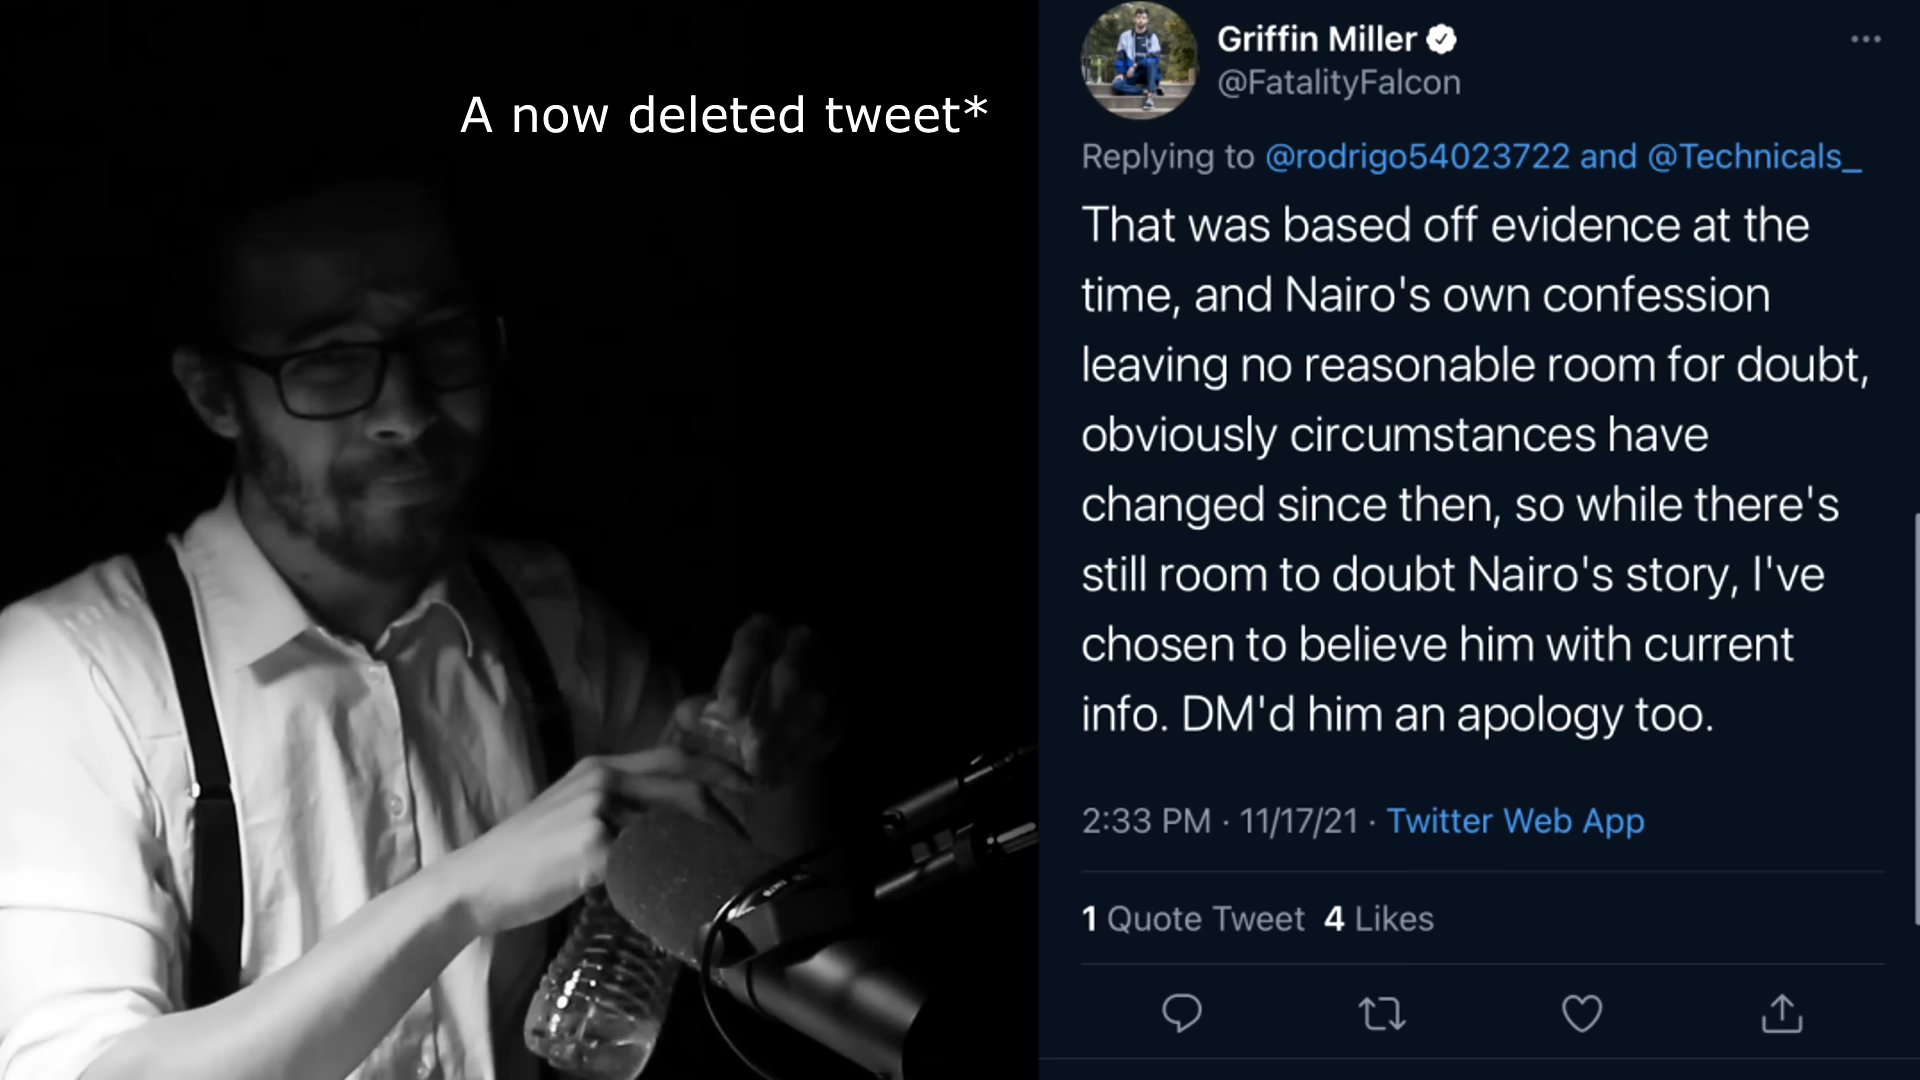 A now deleted tweet*
Griffin Miller
@FatalityFalcon
Replying to @rodrigo54023722 and @Technicals_
That was based off evidence at the
time, and Nairo's own confession
leaving no reasonable room for doubt,
obviously circumstances have
changed since then, so while there's
still room to doubt Nairo's story, I've
chosen to believe him with current
info. DM'd him an apology too.
2:33 PM · 11/17/21 · Twitter Web App
1 Quote Tweet 4 Likes